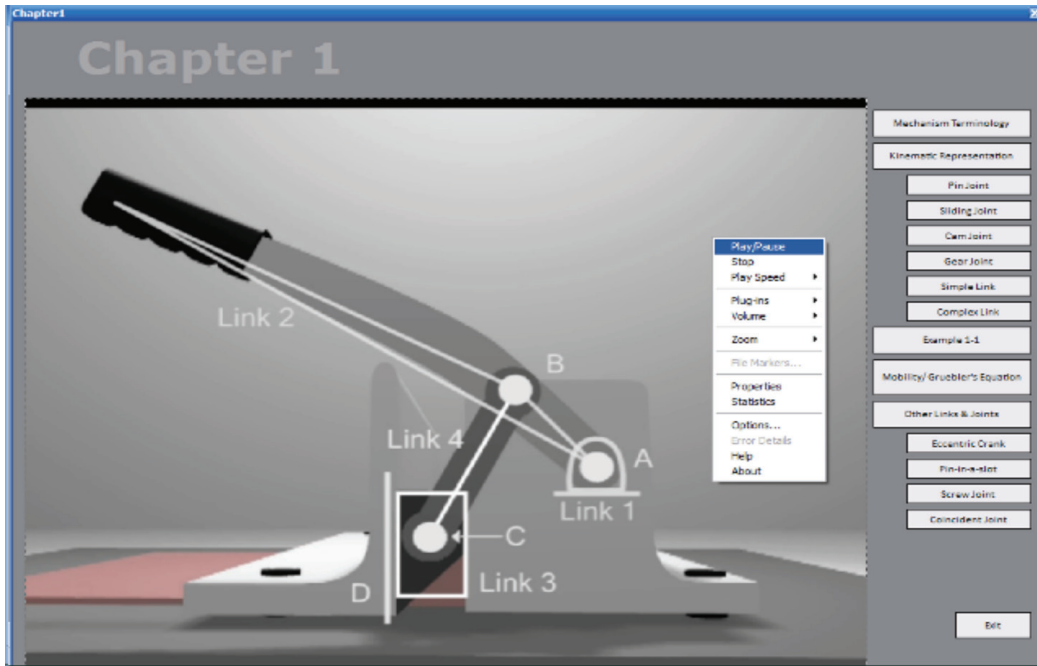 Chapter1
Chapter 1
Link 2
B
Link 4
A
Link 1
C
Link 3
D
Play/Pause
Stop
Play Speed
Plug-ins
Volume
Zoom
File Markers...
Properties
Statistics
Options...
Error Details
Help
About
Mechanism Terminology
Kinematic Representation
Pin Joint
Sliding Joint
Cam Joint
Gear Joint
Simple Link
Complex Link
Example 1-1
Mobility/ Gruebler's Equation
Other Links & Joints
Eccentric Crank
Pin-in-a-slot
Screw Joint
Coincident Joint
Exit